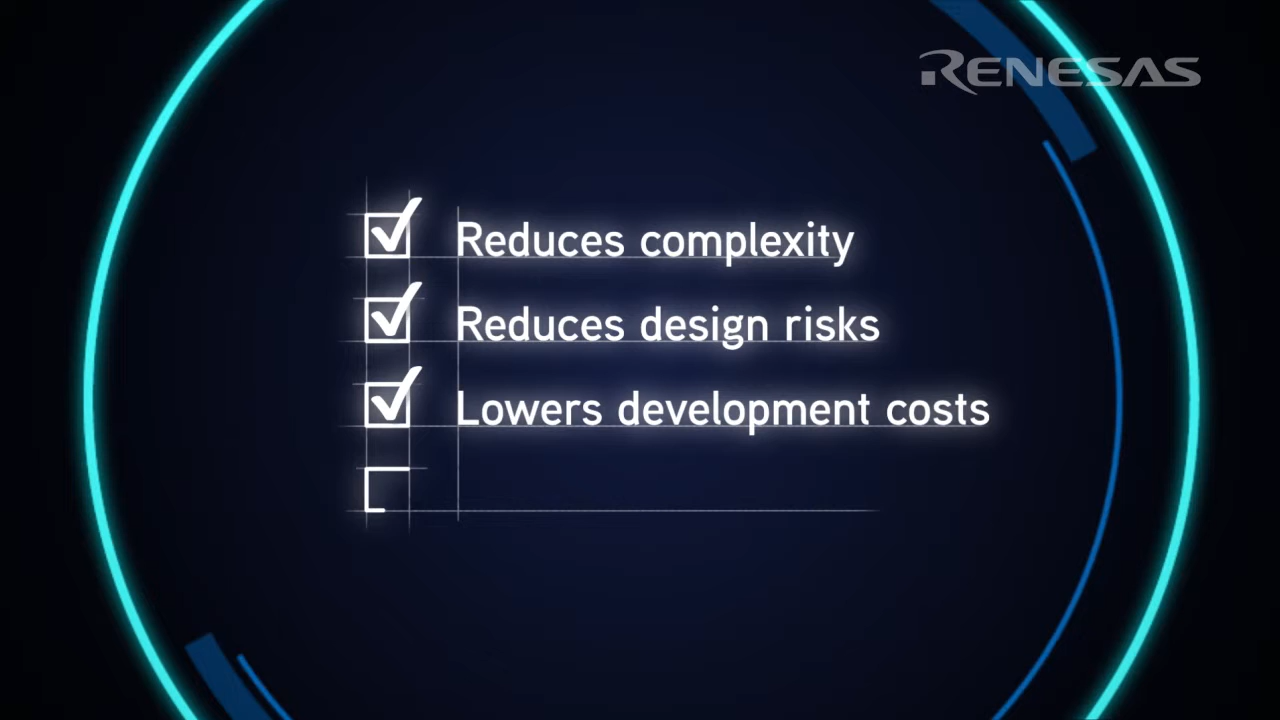 RENESAS
Reduces complexity
Reduces design risks
Lowers development costs